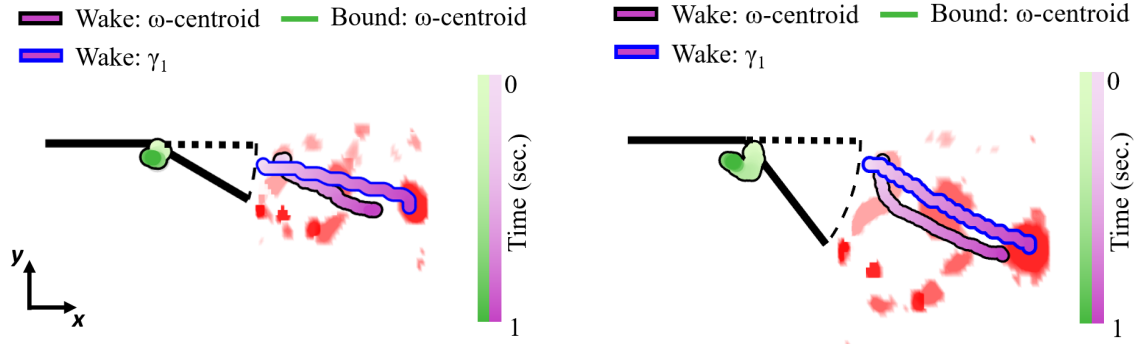 Wake: ω-centroid
Bound: ω-centroid
Wake: γ₁
0
Time (sec.)
1
y
x
Wake: ω-centroid
Bound: ω-centroid
Wake: γ₁
0
Time (sec.)
1